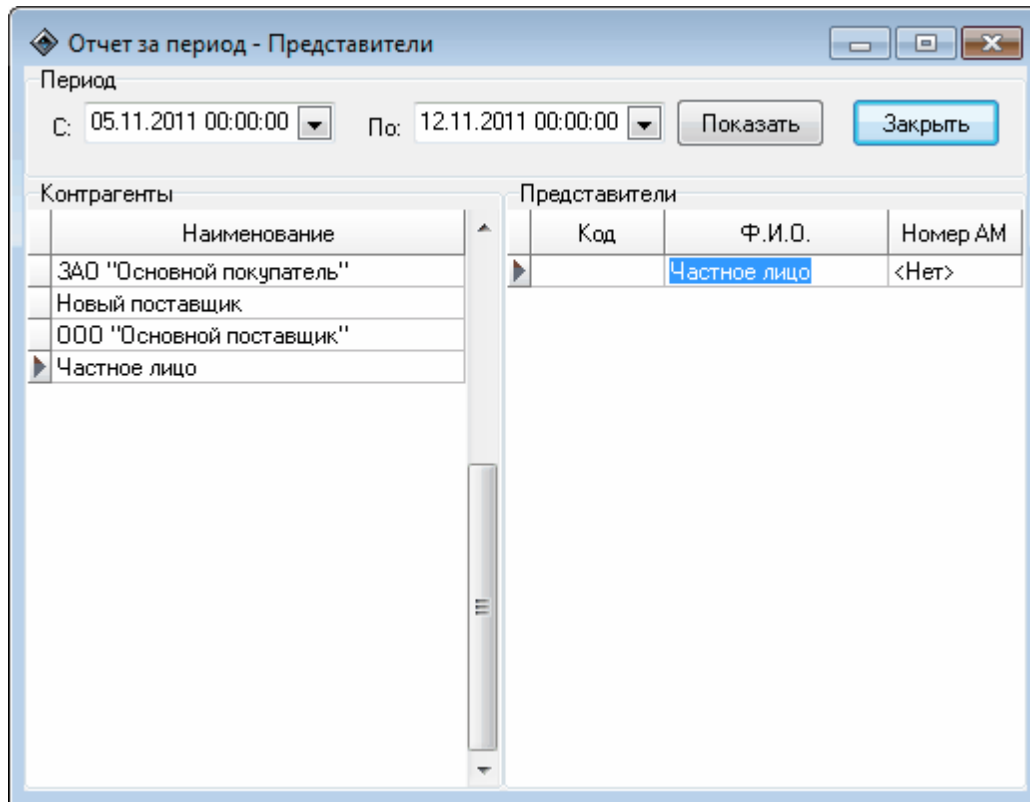 Отчет за период - Представители
Период
С: 05.11.2011 00:00:00 По: 12.11.2011 00:00:00 Показать Закрыть
Контрагенты Представители
Наименование Код Ф.И.О. Номер АМ
ЗАО "Основной покупатель" Частное лицо <Нет>
Новый поставщик
ООО "Основной поставщик"
Частное лицо